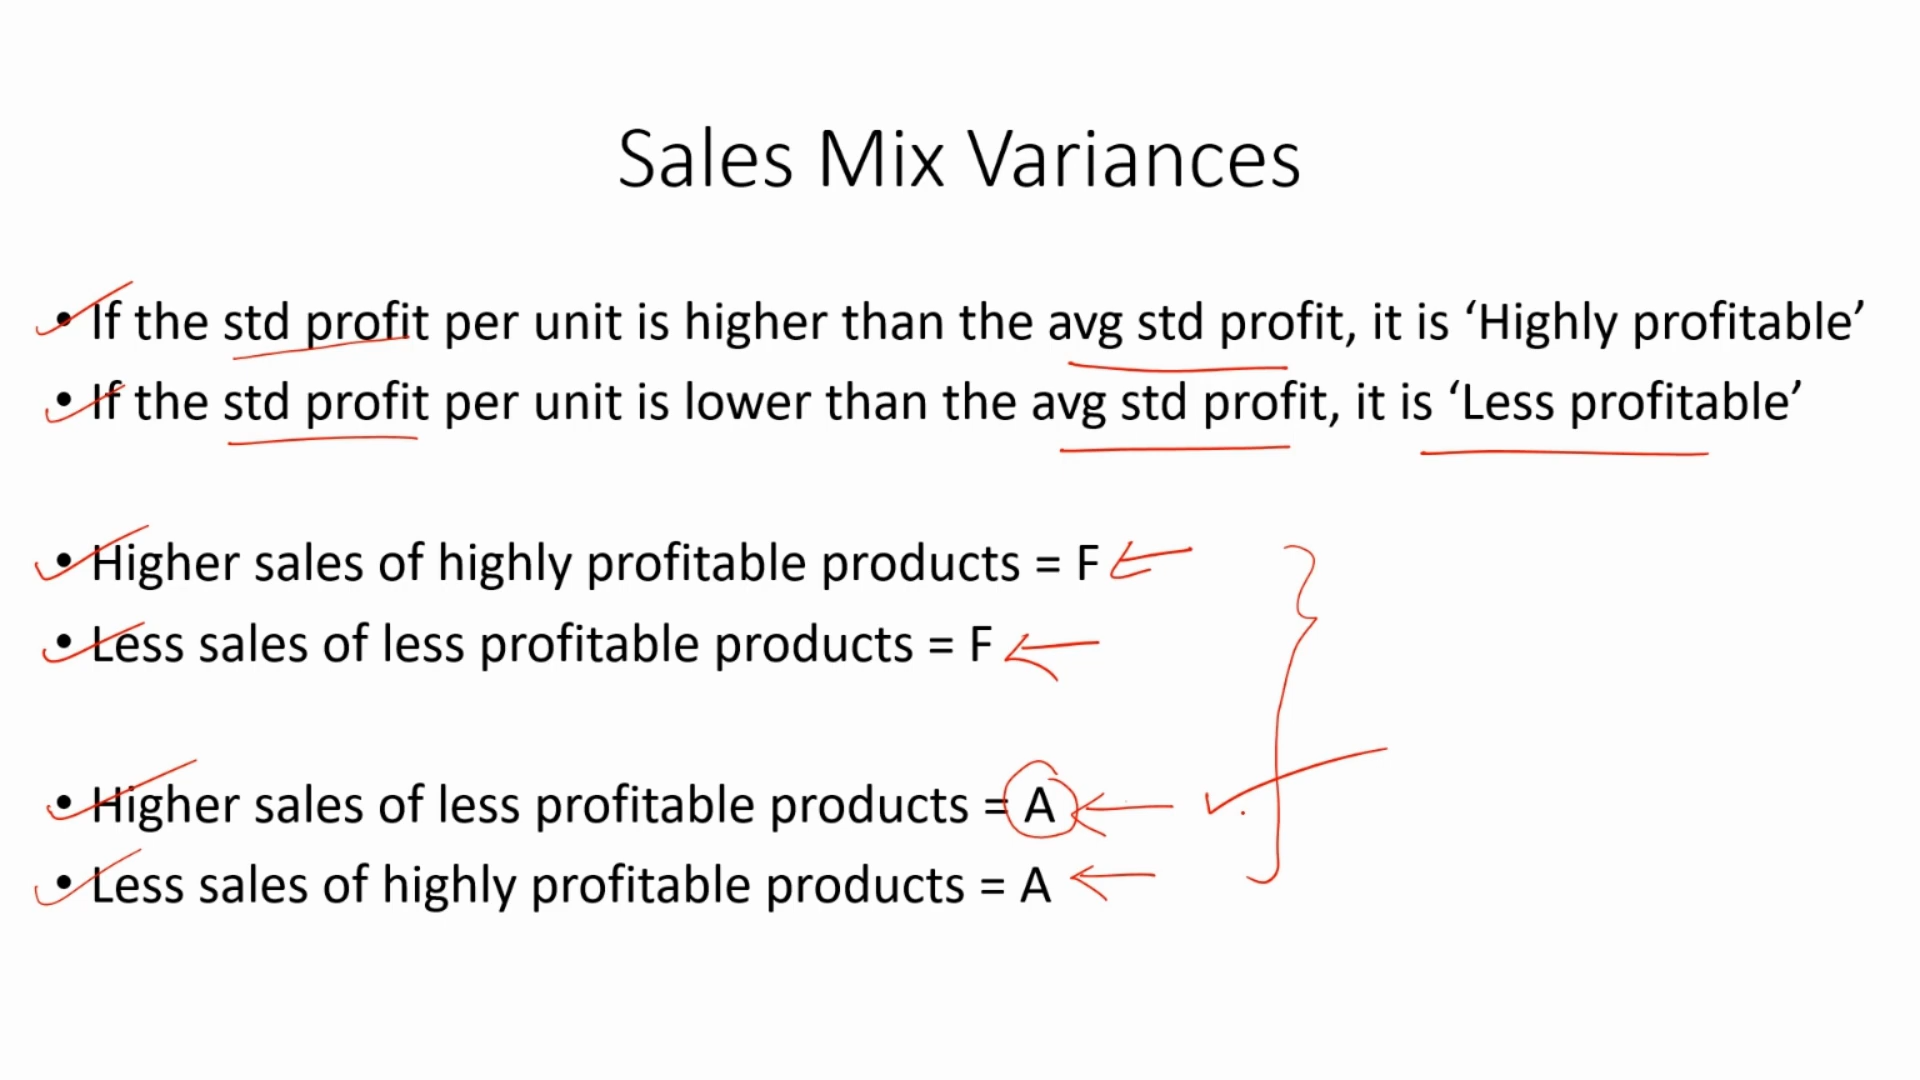 Sales Mix Variances
• If the std profit per unit is higher than the avg std profit, it is ‘Highly profitable’
• If the std profit per unit is lower than the avg std profit, it is ‘Less profitable’
• Higher sales of highly profitable products = F
• Less sales of less profitable products = F
• Higher sales of less profitable products = A
• Less sales of highly profitable products = A